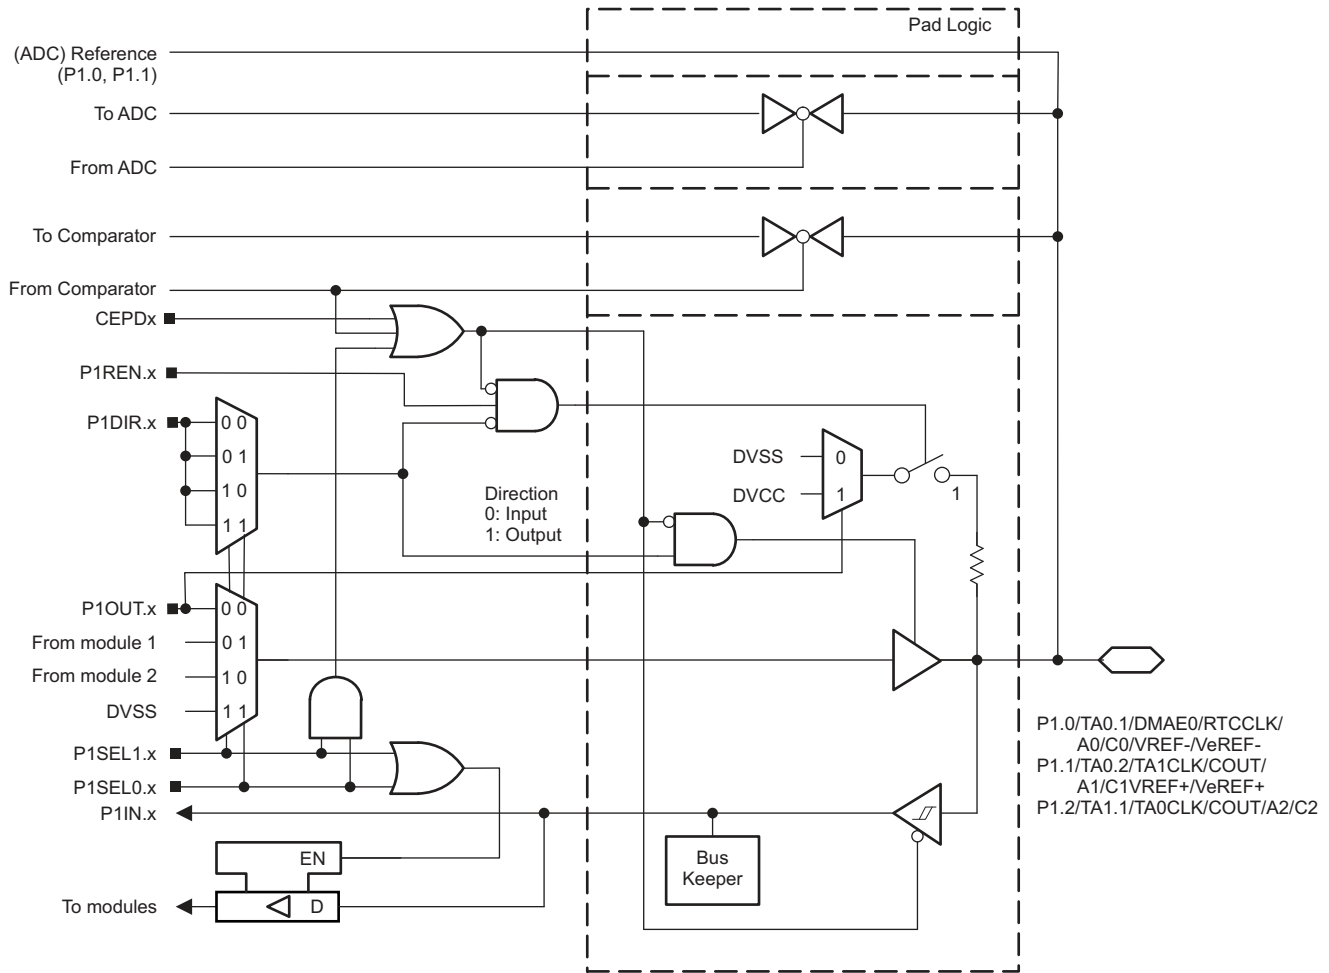 Pad Logic
(ADC) Reference
(P1.0, P1.1)
To ADC
From ADC
To Comparator
From Comparator
CEPDx
P1REN.x
P1DIR.x
0 0
0 1
1 0
1 1
Direction
0: Input
1: Output
DVSS
0
DVCC
1
1
P1OUT.x
0 0
From module 1
0 1
From module 2
1 0
DVSS
1 1
P1SEL1.x
P1SEL0.x
P1IN.x
EN
D
To modules
Bus
Keeper
P1.0/TA0.1/DMAE0/RTCCLK/
A0/C0/VREF-/VeREF-
P1.1/TA0.2/TA1CLK/COUT/
A1/C1VREF+/VeREF+
P1.2/TA1.1/TA0CLK/COUT/A2/C2